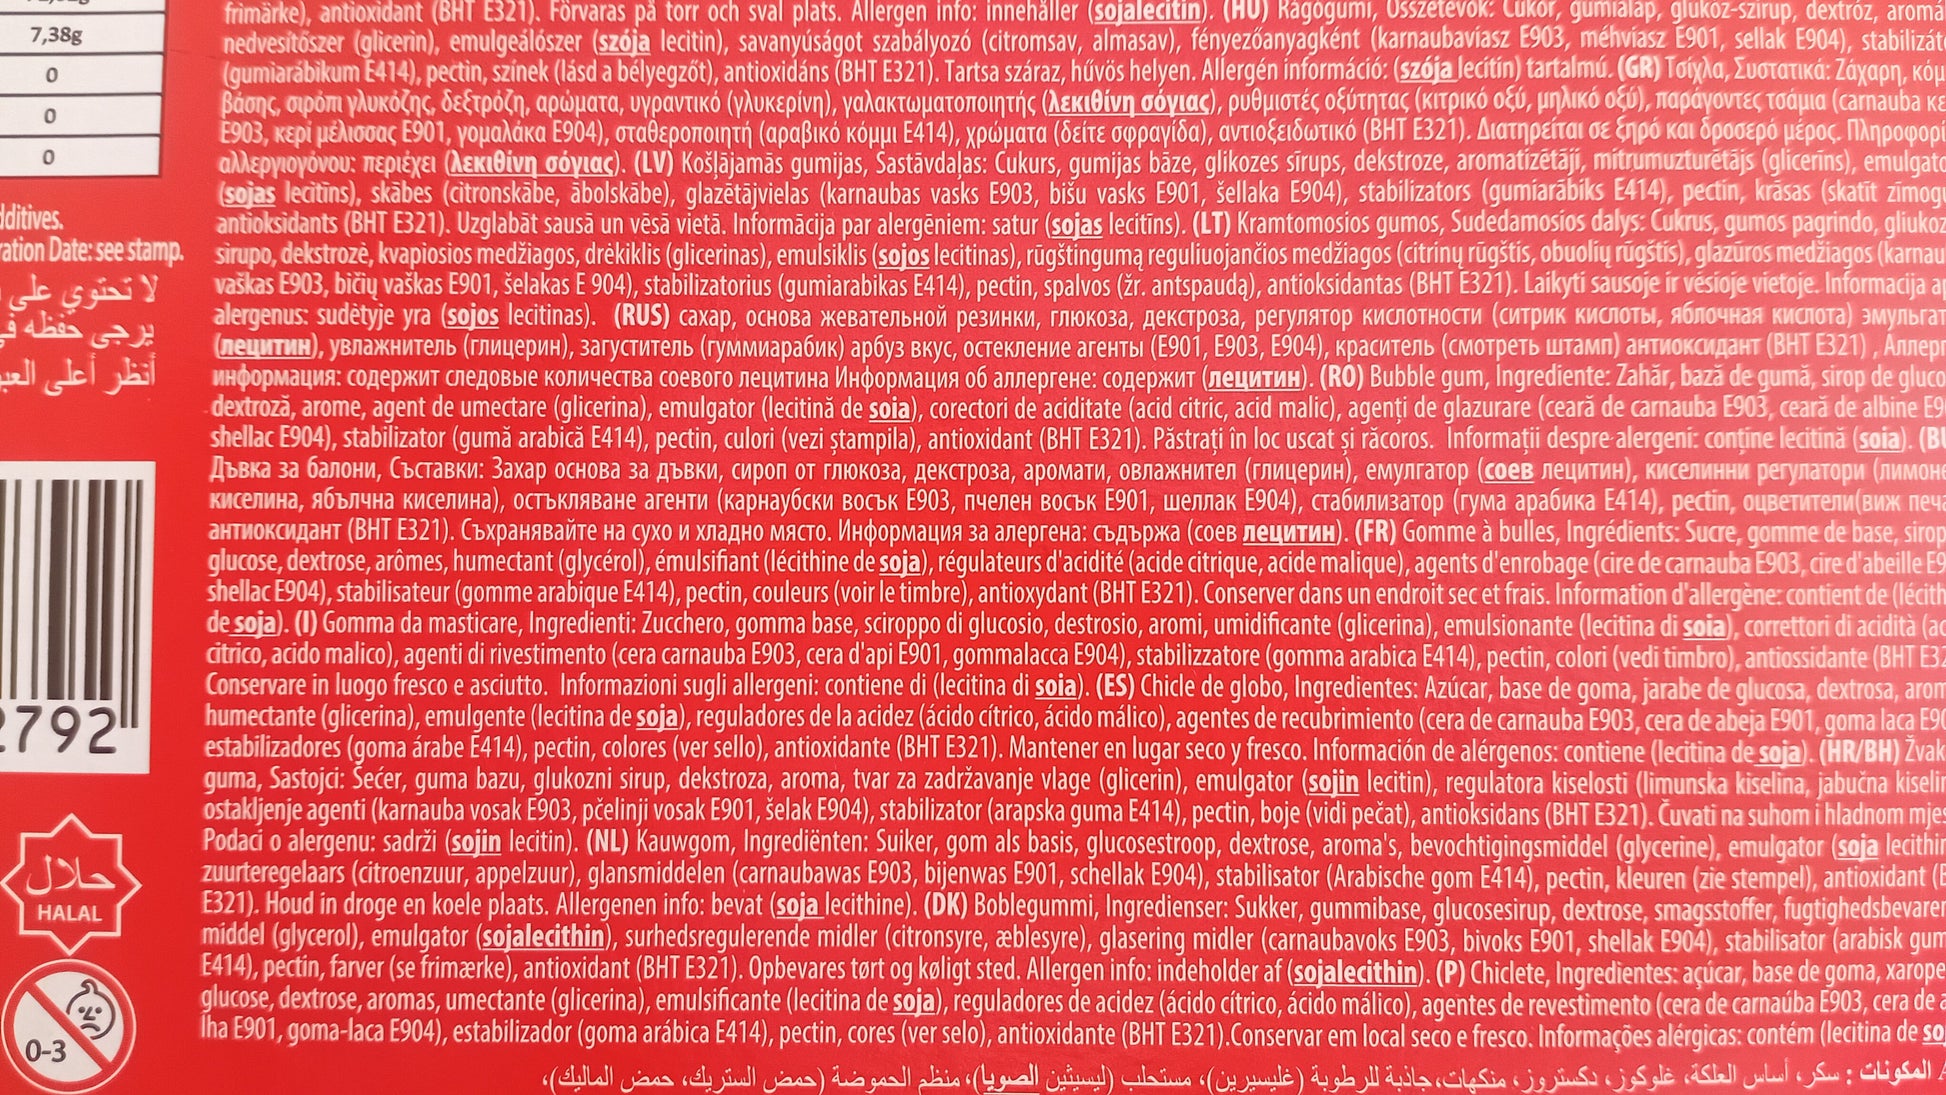 7,38g
0
0
0
dditives.
ration Date: see stamp.
لا تحتوي على
يرجى حفظه في
أنظر أعلى العبو
2792
حلال
HALAL
0-3
frimärke), antioxidant (BHT E321). Förvaras på torr och sval plats. Allergen info: innehåller (sojalecitin). (HU) Rágógumi, Összetevők: Cukor, gumialap, glükóz-szirup, dextróz, aromá
nedvesítőszer (glicerin), emulgeálószer (szója lecitin), savanyúságot szabályozó (citromsav, almasav), fényezőanyagként (karnaubaviasz E903, méhviasz E901, sellak E904), stabilizát
(gumiarábikum E414), pectin, színek (lásd a bélyegzőt), antioxidáns (BHT E321). Tartsa száraz, hűvös helyen. Allergén információ: (szója lecitin) tartalmú. (GR) Τσίχλα, Συστατικά: Ζάχαρη, κόμ
βάσης, σιρόπι γλυκόζης, δεξτρόζη, αρώματα, υγραντικό (γλυκερίνη), γαλακτωματοποιητής (λεκιθίνη σόγιας), ρυθμιστές οξύτητας (κιτρικό οξύ, μηλικό οξύ), παράγοντες τσάμια (carnauba κε
E903, κερί μέλισσας E901, γομαλάκα E904), σταθεροποιητή (αραβικό κόμμι E414), χρώματα (δείτε σφραγίδα), αντιοξειδωτικό (BHT E321). Διατηρείται σε ξηρό και δροσερό μέρος. Πληροφορί
αλλεργιογόνου: περιέχει (λεκιθίνη σόγιας). (LV) Košļājamās gumijas, Sastāvdaļas: Cukurs, gumijas bāze, glikozes sīrups, dekstroze, aromatizētāji, mitrumuzturētājs (glicerīns), emulgato
(sojas lecitīns), skābes (citronskābe, ābolskābe), glazētājvielas (karnaubas vasks E903, bišu vasks E901, šellaka E904), stabilizators (gumiarābiks E414), pectin, krāsas (skatīt zīmogu
antioksidants (BHT E321). Uzglabāt sausā un vēsā vietā. Informācija par alergēniem: satur (sojas lecitīns). (LT) Kramtomosios gumos, Sudedamosios dalys: Cukrus, gumos pagrindo, gliukoz
sirupo, dekstrozė, kvapiosios medžiagos, drėkiklis (glicerinas), emulsiklis (sojos lecitinas), rūgštingumą reguliuojančios medžiagos (citrinų rūgštis, obuolių rūgštis), glazūros medžiagos (karnau
vaškas E903, bičių vaškas E901, šelakas E 904), stabilizatorius (gumiarabikas E414), pectin, spalvos (žr. antspaudą), antioksidantas (BHT E321). Laikyti sausoje ir vėsioje vietoje. Informacija ap
alergenus: sudėtyje yra (sojos lecitinas). (RUS) сахар, основа жевательной резинки, глюкоза, декстроза, регулятор кислотности (ситрик кислоты, яблочная кислота) эмульгат
(лецитин), увлажнитель (глицерин), загуститель (гуммиарабик) арбуз вкус, остекление агенты (E901, E903, E904), краситель (смотреть штамп) антиоксидант (BHT E321) , Аллерг
информация: содержит следовые количества соевого лецитина Информация об аллергене: содержит (лецитин). (RO) Bubble gum, Ingrediente: Zahăr, bază de gumă, sirop de gluco
dextroză, arome, agent de umectare (glicerina), emulgator (lecitină de soia), corectori de aciditate (acid citric, acid malic), agenți de glazurare (ceară de carnauba E903, ceară de albine E9
shellac E904), stabilizator (gumă arabică E414), pectin, culori (vezi ștampila), antioxidant (BHT E321). Păstrați în loc uscat și răcoros. Informații despre alergeni: conține lecitină (soia). (BU
Дъвка за балони, Съставки: Захар основа за дъвки, сироп от глюкоза, декстроза, аромати, овлажнител (глицерин), емулгатор (соев лецитин), киселинни регулатори (лимоне
киселина, ябълчна киселина), остъкляване агенти (карнаубски восък E903, пчелен восък E901, шеллак E904), стабилизатор (гума арабика E414), pectin, оцветители(виж печа
антиоксидант (BHT E321). Съхранявайте на сухо и хладно място. Информация за алергена: съдържа (соев лецитин). (FR) Gomme à bulles, Ingrédients: Sucre, gomme de base, sirop
glucose, dextrose, arômes, humectant (glycérol), émulsifiant (lécithine de soja), régulateurs d'acidité (acide citrique, acide malique), agents d'enrobage (cire de carnauba E903, cire d'abeille E9
shellac E904), stabilisateur (gomme arabique E414), pectin, couleurs (voir le timbre), antioxydant (BHT E321). Conserver dans un endroit sec et frais. Information d'allergène: contient de (lécith
de soja). (I) Gomma da masticare, Ingredienti: Zucchero, gomma base, sciroppo di glucosio, destrosio, aromi, umidificante (glicerina), emulsionante (lecitina di soia), correttori di acidità (ac
citrico, acido malico), agenti di rivestimento (cera carnauba E903, cera d'api E901, gommalacca E904), stabilizzatore (gomma arabica E414), pectin, colori (vedi timbro), antiossidante (BHT E32
Conservare in luogo fresco e asciutto. Informazioni sugli allergeni: contiene di (lecitina di soia). (ES) Chicle de globo, Ingredientes: Azúcar, base de goma, jarabe de glucosa, dextrosa, arom
humectante (glicerina), emulgente (lecitina de soja), reguladores de la acidez (ácido cítrico, ácido málico), agentes de recubrimiento (cera de carnauba E903, cera de abeja E901, goma laca E90
estabilizadores (goma árabe E414), pectin, colores (ver sello), antioxidante (BHT E321). Mantener en lugar seco y fresco. Información de alérgenos: contiene (lecitina de soja). (HR/BH) Žvak
guma, Sastojci: Šećer, guma bazu, glukozni sirup, dekstroza, aroma, tvar za zadržavanje vlage (glicerin), emulgator (sojin lecitin), regulatora kiselosti (limunska kiselina, jabučna kiselin
ostakljenje agenti (karnauba vosak E903, pčelinji vosak E901, šelak E904), stabilizator (arapska guma E414), pectin, boje (vidi pečat), antioksidans (BHT E321). Čuvati na suhom i hladnom mjes
Podaci o alergenu: sadrži (sojin lecitin). (NL) Kauwgom, Ingrediënten: Suiker, gom als basis, glucosestroop, dextrose, aroma's, bevochtigingsmiddel (glycerine), emulgator (soja lecithin
zuurteregelaars (citroenzuur, appelzuur), glansmiddelen (carnaubawas E903, bijenwas E901, schellak E904), stabilisator (Arabische gom E414), pectin, kleuren (zie stempel), antioxidant (B
E321). Houd in droge en koele plaats. Allergenen info: bevat (soja lecithine). (DK) Boblegummi, Ingredienser: Sukker, gummibase, glucosesirup, dextrose, smagsstoffer, fugtighedsbevaren
middel (glycerol), emulgator (sojalecithin), surhedsregulerende midler (citronsyre, æblesyre), glasering midler (carnaubavoks E903, bivoks E901, shellak E904), stabilisator (arabisk gum
E414), pectin, farver (se frimærke), antioxidant (BHT E321). Opbevares tørt og køligt sted. Allergen info: indeholder af (sojalecithin). (P) Chiclete, Ingredientes: açúcar, base de goma, xarope
glucose, dextrose, aromas, umectante (glicerina), emulsificante (lecitina de soja), reguladores de acidez (ácido cítrico, ácido málico), agentes de revestimento (cera de carnaúba E903, cera de a
lha E901, goma-laca E904), estabilizador (goma arábica E414), pectin, cores (ver selo), antioxidante (BHT E321).Conservar em local seco e fresco. Informações alérgicas: contém (lecitina de so
المكونات : سكر، أساس العلكة، غلوكوز، دكستروز، منكهات،جاذبة للرطوبة (غليسيرين)، مستحلب (ليسيثين الصويا)، منظم الحموضة (حمض الستريك، حمض الماليك)،